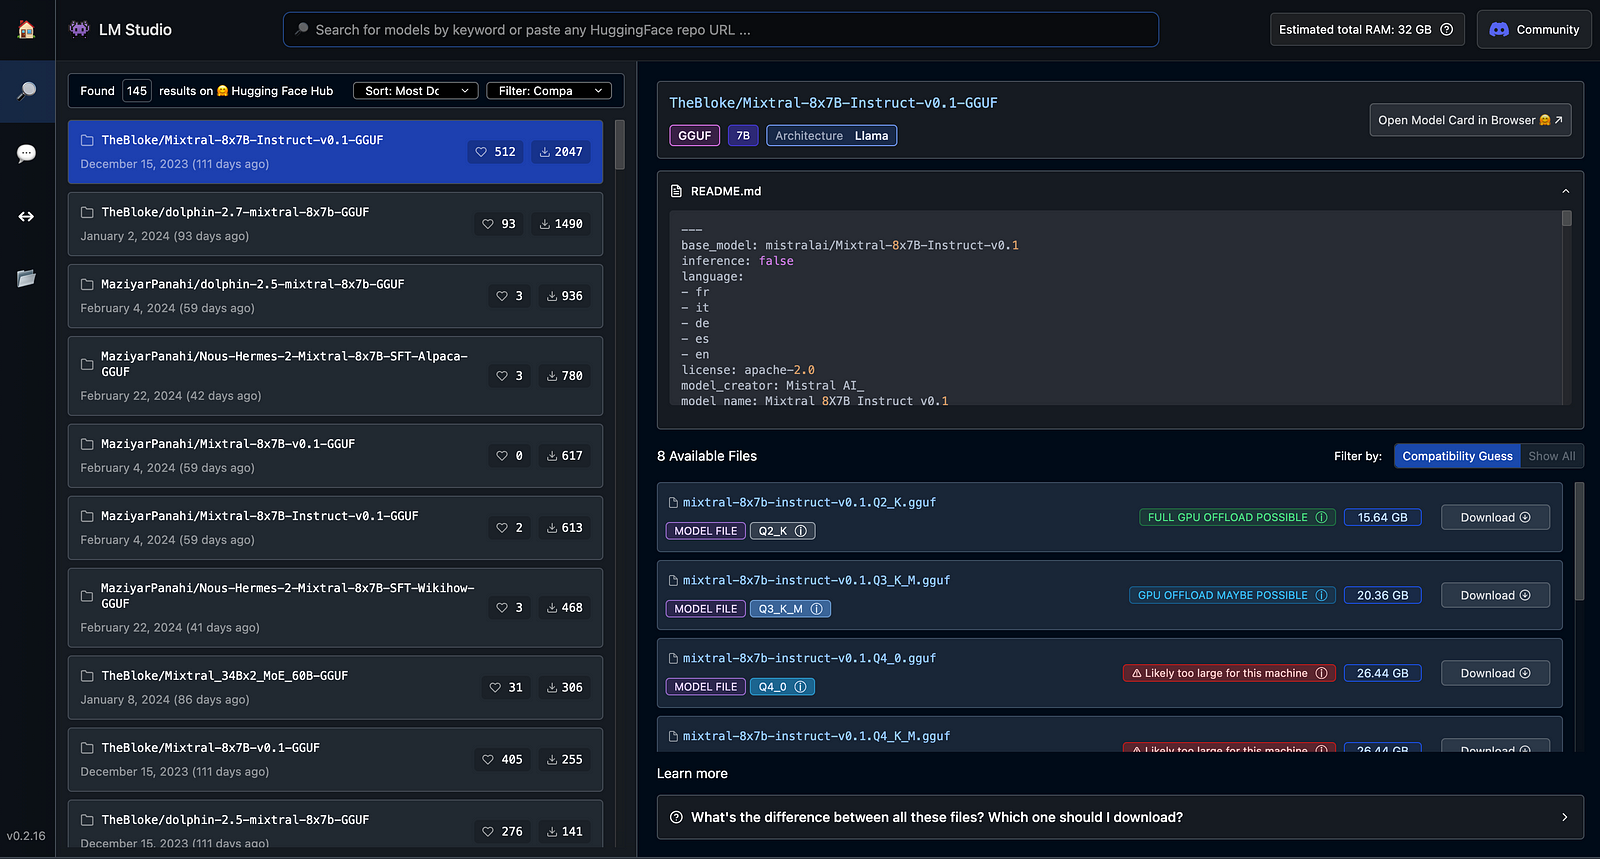 LM Studio
Search for models by keyword or paste any HuggingFace repo URL ...
Estimated total RAM: 32 GB
Community
Found 145 results on 🤗 Hugging Face Hub
Sort: Most Dc
Filter: Compa
TheBloke/Mixtral-8x7B-Instruct-v0.1-GGUF
December 15, 2023 (111 days ago)
512
2047
TheBloke/dolphin-2.7-mixtral-8x7b-GGUF
January 2, 2024 (93 days ago)
93
1490
MaziyarPanahi/dolphin-2.5-mixtral-8x7b-GGUF
February 4, 2024 (59 days ago)
3
936
MaziyarPanahi/Nous-Hermes-2-Mixtral-8x7B-SFT-Alpaca-
GGUF
February 22, 2024 (42 days ago)
3
780
MaziyarPanahi/Mixtral-8x7B-v0.1-GGUF
February 4, 2024 (59 days ago)
0
617
MaziyarPanahi/Mixtral-8x7B-Instruct-v0.1-GGUF
February 4, 2024 (59 days ago)
2
613
MaziyarPanahi/Nous-Hermes-2-Mixtral-8x7B-SFT-Wikihow-
GGUF
February 22, 2024 (41 days ago)
3
468
TheBloke/Mixtral_34Bx2_MoE_60B-GGUF
January 8, 2024 (86 days ago)
31
306
TheBloke/Mixtral-8x7B-v0.1-GGUF
December 15, 2023 (111 days ago)
405
255
TheBloke/dolphin-2.5-mixtral-8x7b-GGUF
December 15, 2023 (111 days ago)
276
141
v0.2.16
TheBloke/Mixtral-8x7B-Instruct-v0.1-GGUF
GGUF
7B
Architecture Llama
Open Model Card in Browser 🤗 ↗
README.md
---
base_model: mistralai/Mixtral-8x7B-Instruct-v0.1
inference: false
language:
- fr
- it
- de
- es
- en
license: apache-2.0
model_creator: Mistral AI_
model_name: Mixtral 8X7B Instruct v0.1
8 Available Files
Filter by:
Compatibility Guess
Show All
mixtral-8x7b-instruct-v0.1.Q2_K.gguf
MODEL FILE
Q2_K
FULL GPU OFFLOAD POSSIBLE
15.64 GB
Download
mixtral-8x7b-instruct-v0.1.Q3_K_M.gguf
MODEL FILE
Q3_K_M
GPU OFFLOAD MAYBE POSSIBLE
20.36 GB
Download
mixtral-8x7b-instruct-v0.1.Q4_0.gguf
MODEL FILE
Q4_0
Likely too large for this machine
26.44 GB
Download
mixtral-8x7b-instruct-v0.1.Q4_K_M.gguf
Likely too large for this machine
26.44 GB
Download
Learn more
What's the difference between all these files? Which one should I download?